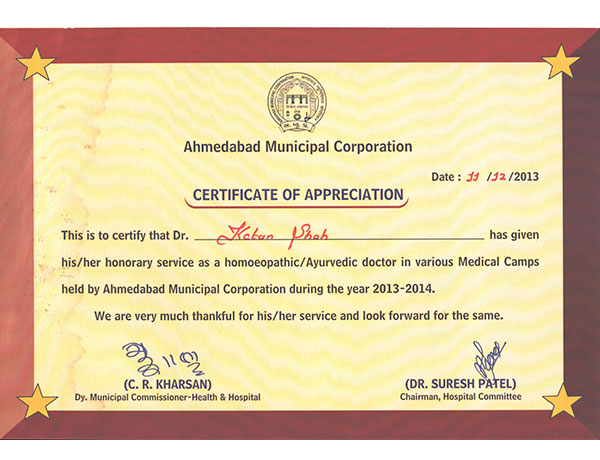 Ahmedabad Municipal Corporation
Date : 11 /12/2013
CERTIFICATE OF APPRECIATION
This is to certify that Dr. Ketan Shah has given
his/her honorary service as a homoeopathic/Ayurvedic doctor in various Medical Camps
held by Ahmedabad Municipal Corporation during the year 2013-2014.
We are very much thankful for his/her service and look forward for the same.
(C. R. KHARSAN) (DR. SURESH PATEL)
Dy. Municipal Commissioner-Health & Hospital Chairman, Hospital Committee